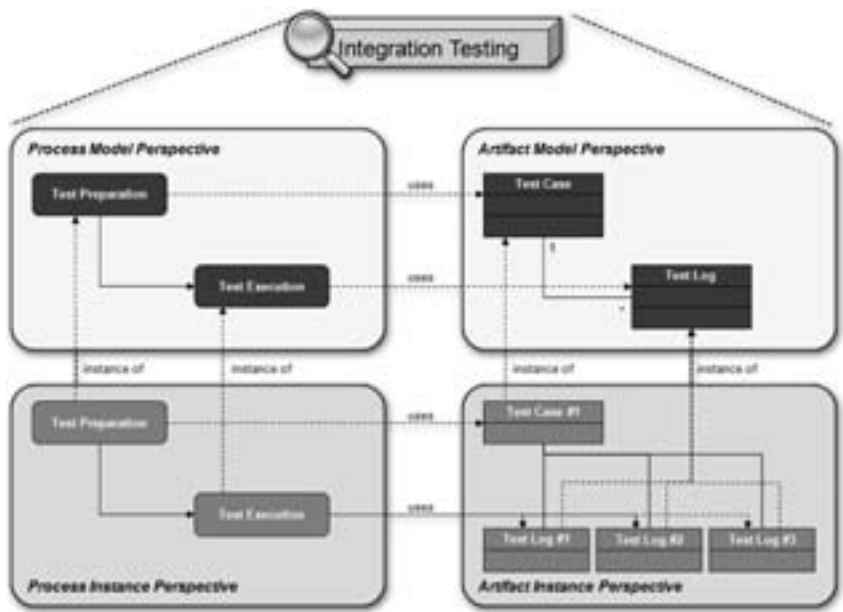 Integration Testing
Process Model Perspective
Artifact Model Perspective
Test Preparation
uses
Test Case
1
Test Execution
uses
Test Log
*
instance of
instance of
instance of
instance of
Test Preparation
uses
Test Case #1
Test Execution
uses
Test Log #1
Test Log #2
Test Log #3
Process Instance Perspective
Artifact Instance Perspective